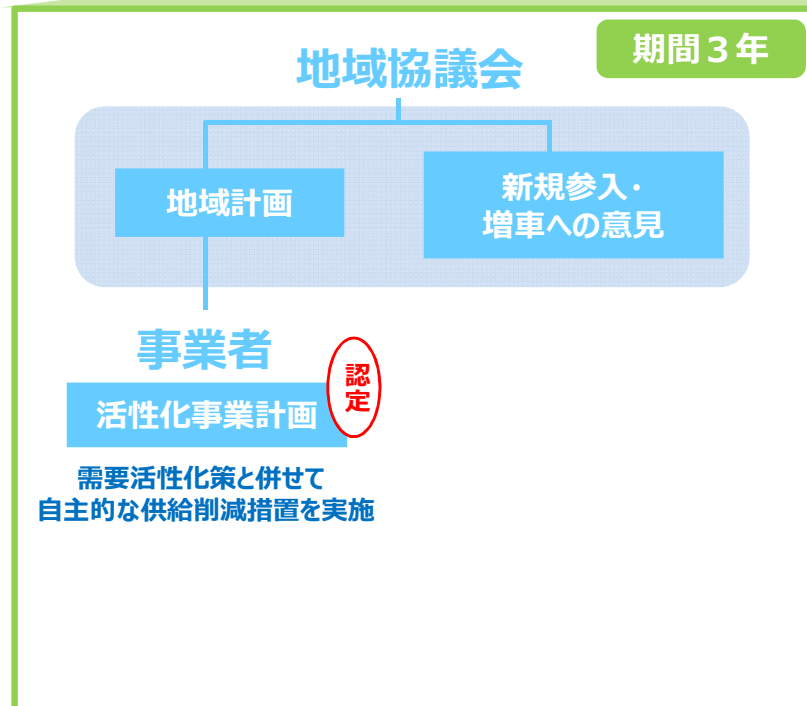 期間３年
地域協議会
地域計画
新規参入・
増車への意見
事業者
認定
活性化事業計画
需要活性化策と併せて
自主的な供給削減措置を実施